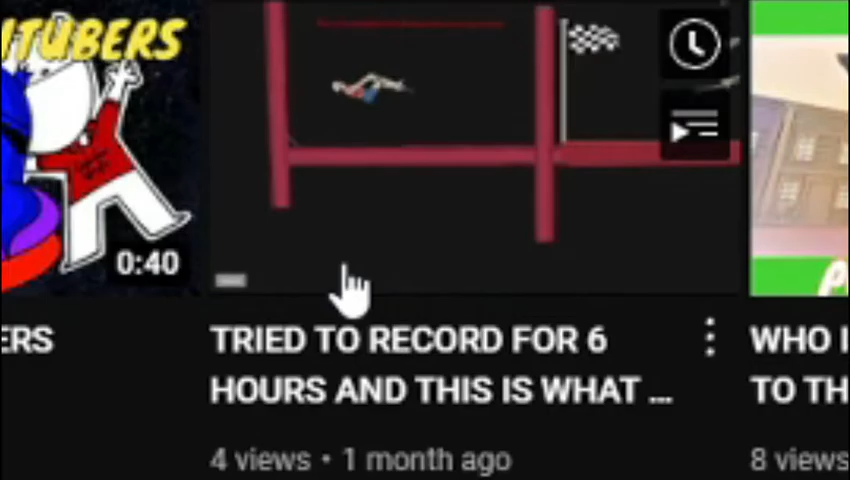 ITUBERS
0:40
ERS
TRIED TO RECORD FOR 6
HOURS AND THIS IS WHAT ...
4 views • 1 month ago
WHO I
TO TH
8 views